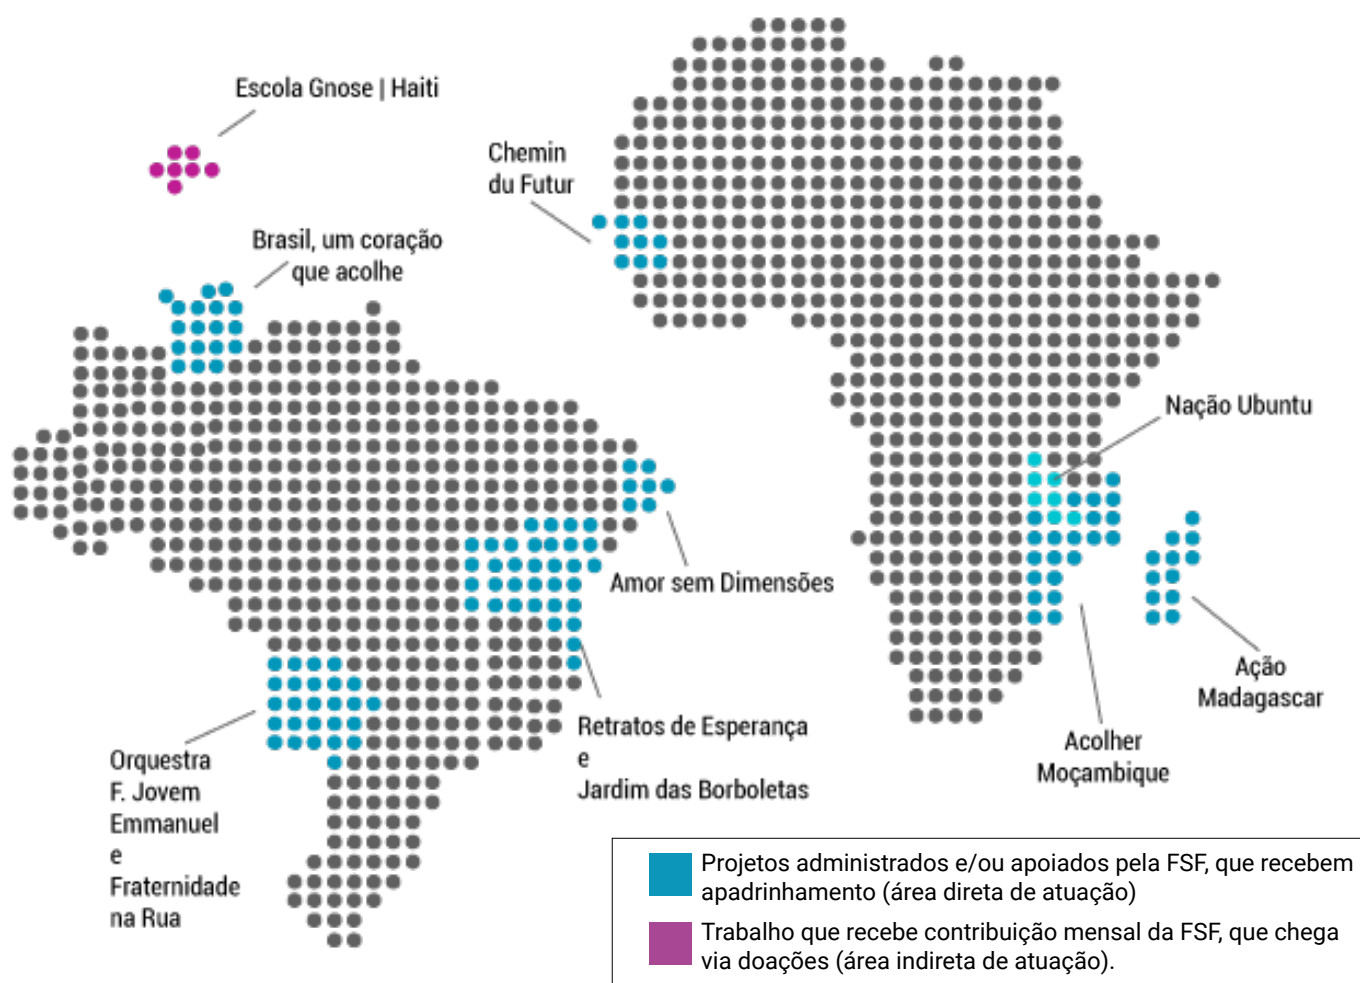 Escola Gnose | Haiti
Chemin
du Futur
Brasil, um coração
que acolhe
Nação Ubuntu
Amor sem Dimensões
Ação
Madagascar
Acolher
Moçambique
Retratos de Esperança
e
Jardim das Borboletas
Orquestra
F. Jovem
Emmanuel
e
Fraternidade
na Rua
Projetos administrados e/ou apoiados pela FSF, que recebem
apadrinhamento (área direta de atuação)
Trabalho que recebe contribuição mensal da FSF, que chega
via doações (área indireta de atuação).